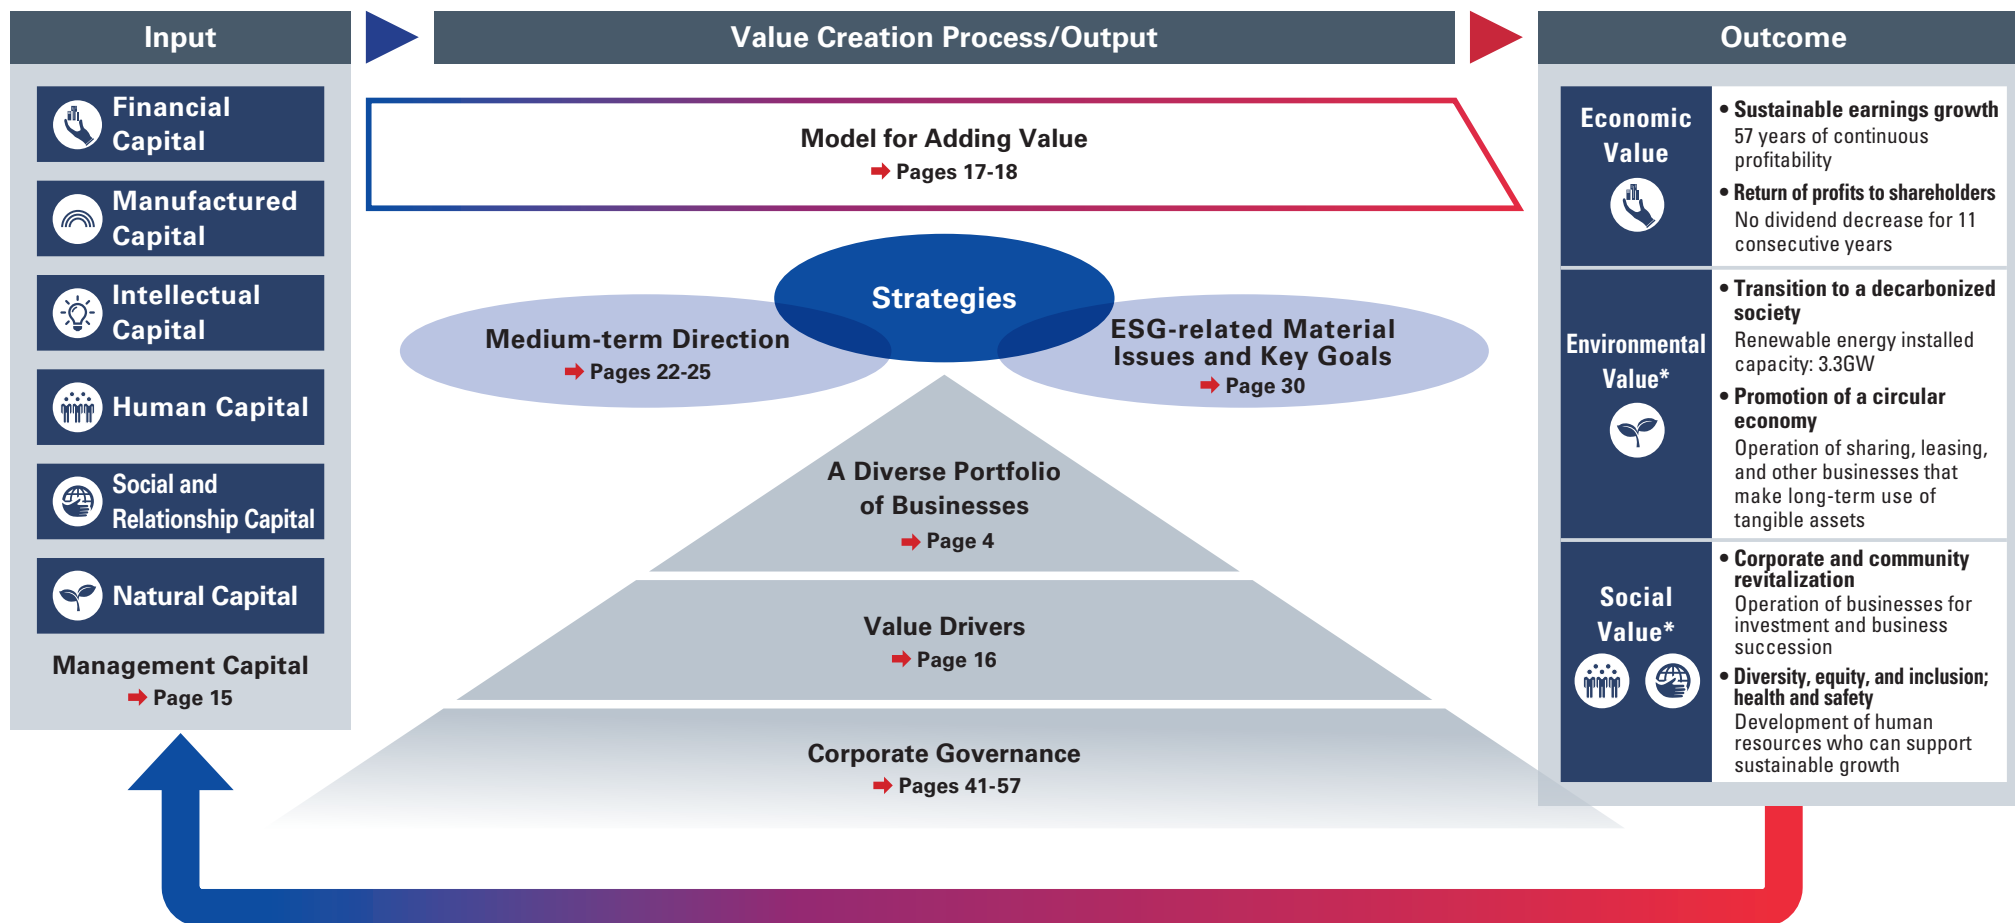 Input
Value Creation Process/Output
Outcome
Financial
Capital
Manufactured
Capital
Intellectual
Capital
Human Capital
Social and
Relationship Capital
Natural Capital
Management Capital
Page 15
Model for Adding Value
Pages 17-18
Strategies
Medium-term Direction
Pages 22-25
ESG-related Material
Issues and Key Goals
Page 30
A Diverse Portfolio
of Businesses
Page 4
Value Drivers
Page 16
Corporate Governance
Pages 41-57
Economic
Value
• Sustainable earnings growth
57 years of continuous
profitability
• Return of profits to shareholders
No dividend decrease for 11
consecutive years
Environmental
Value*
• Transition to a decarbonized
society
Renewable energy installed
capacity: 3.3GW
• Promotion of a circular
economy
Operation of sharing, leasing,
and other businesses that
make long-term use of
tangible assets
Social
Value*
• Corporate and community
revitalization
Operation of businesses for
investment and business
succession
• Diversity, equity, and inclusion;
health and safety
Development of human
resources who can support
sustainable growth